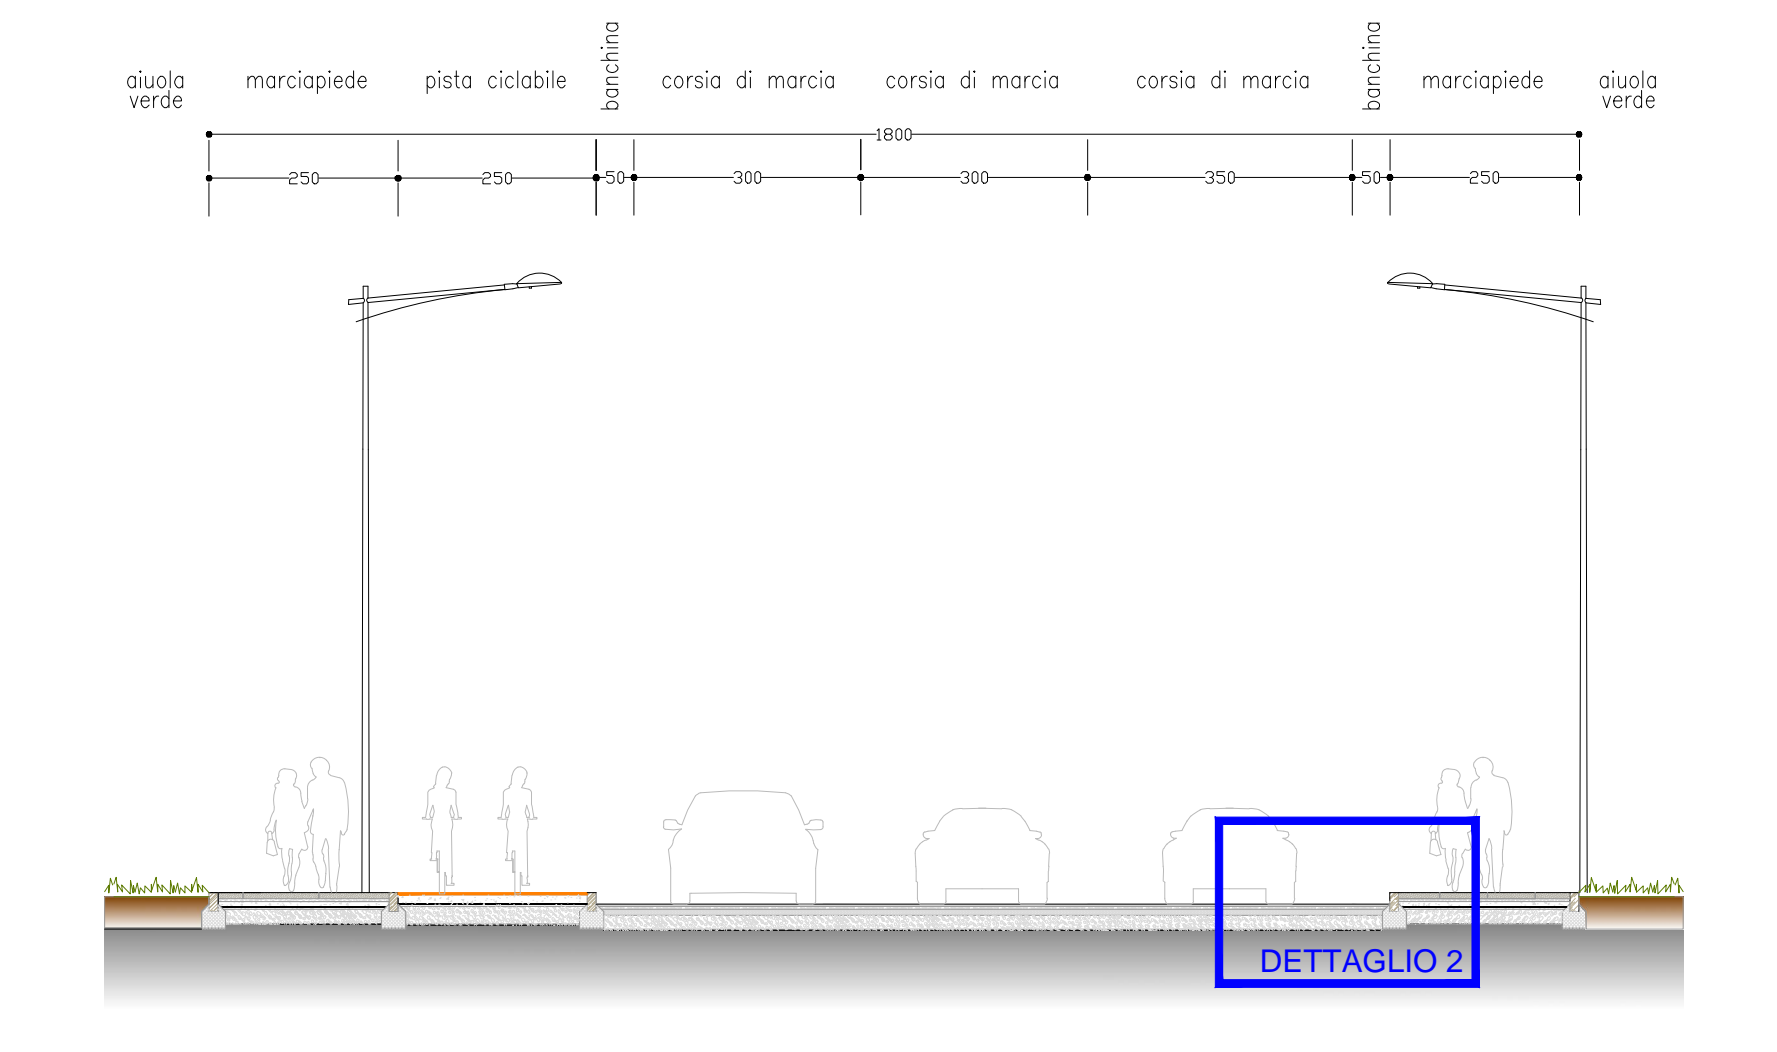 aiuola
verde
marciapiede
pista ciclabile
banchina
corsia di marcia
corsia di marcia
corsia di marcia
banchina
marciapiede
aiuola
verde
1800
250
250
50
300
300
350
50
250
DETTAGLIO 2